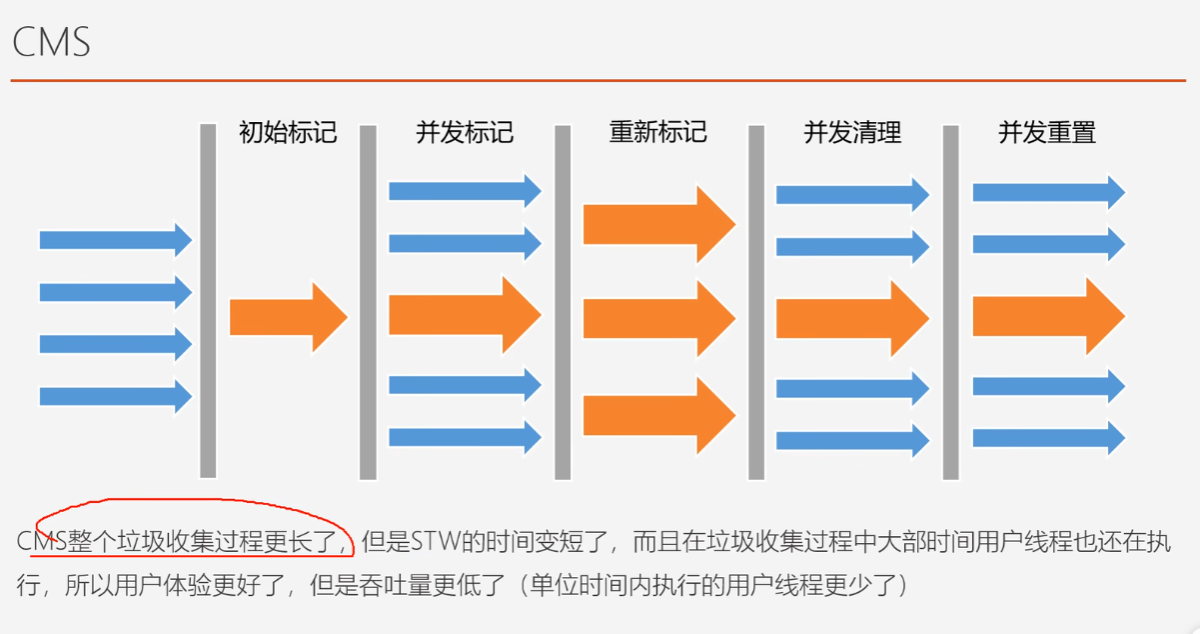 CMS
初始标记
并发标记
重新标记
并发清理
并发重置
CMS整个垃圾收集过程更长了，但是STW的时间变短了，而且在垃圾收集过程中大部时间用户线程也还在执
行，所以用户体验更好了，但是吞吐量更低了（单位时间内执行的用户线程更少了）